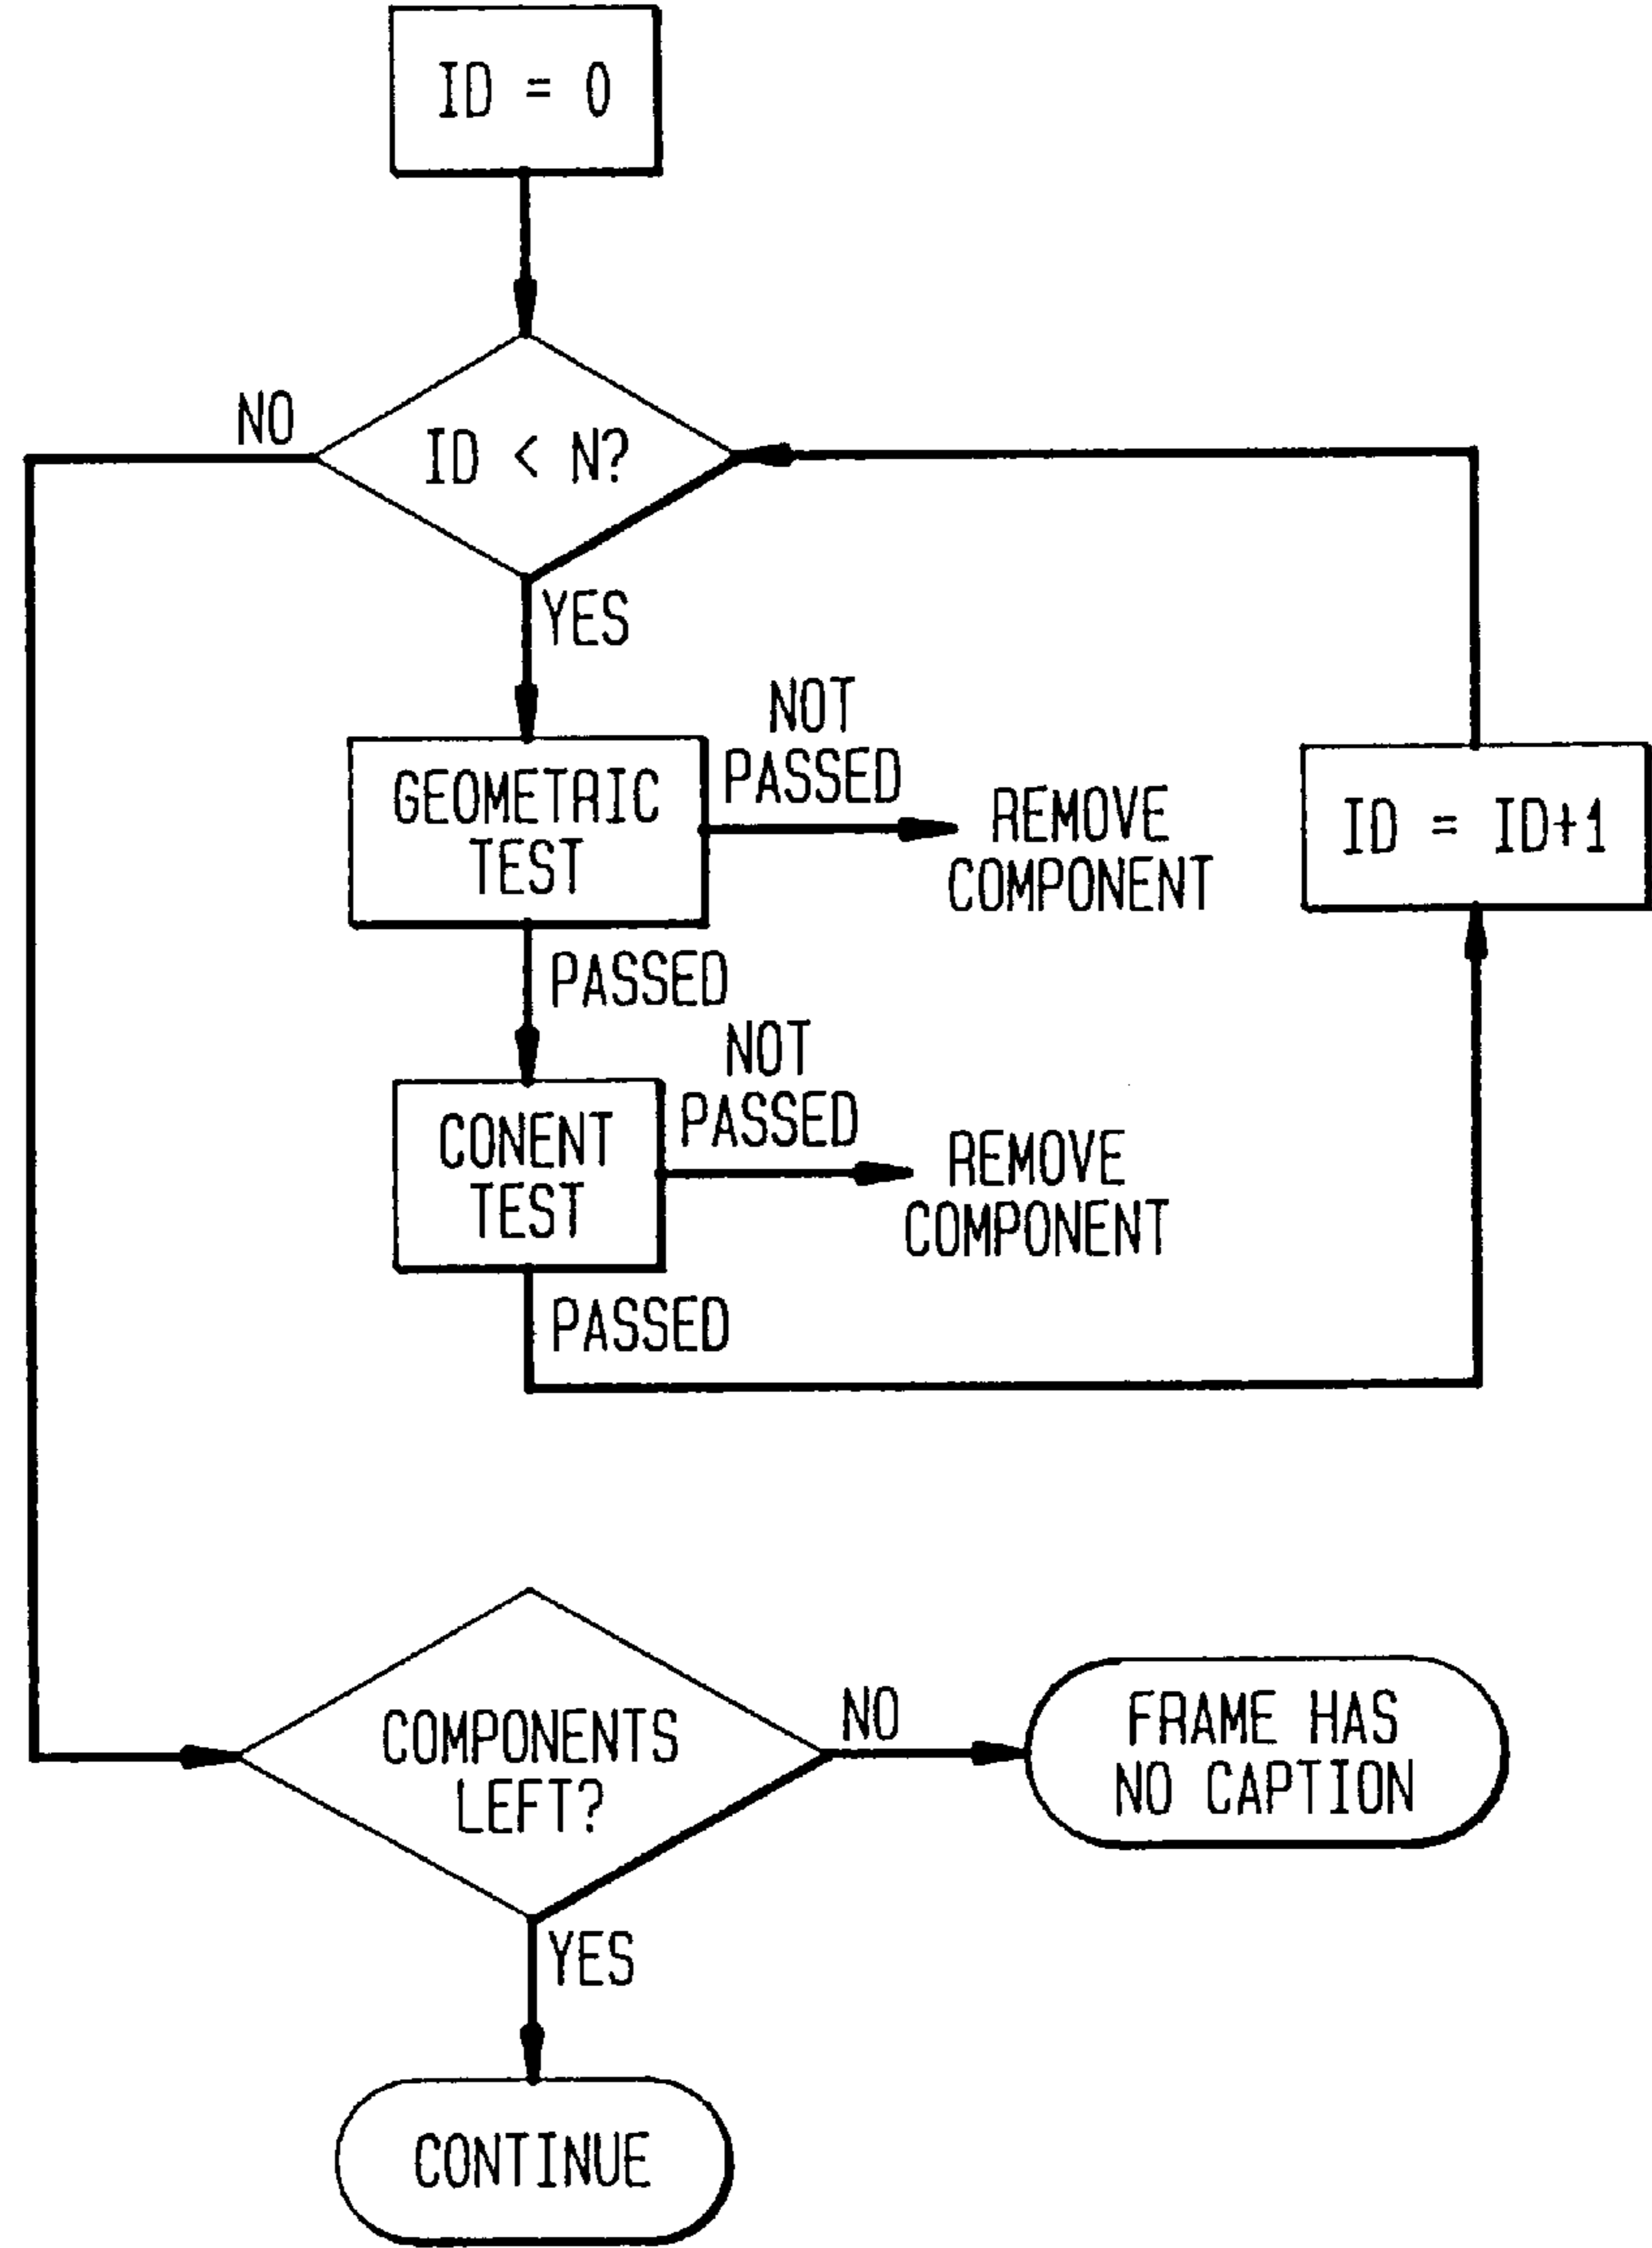 ID = 0
NO
ID < N?
YES
NOT
PASSED
GEOMETRIC
TEST
REMOVE
COMPONENT
ID = ID+1
PASSED
NOT
PASSED
CONENT
TEST
REMOVE
COMPONENT
PASSED
COMPONENTS
LEFT?
NO
FRAME HAS
NO CAPTION
YES
CONTINUE